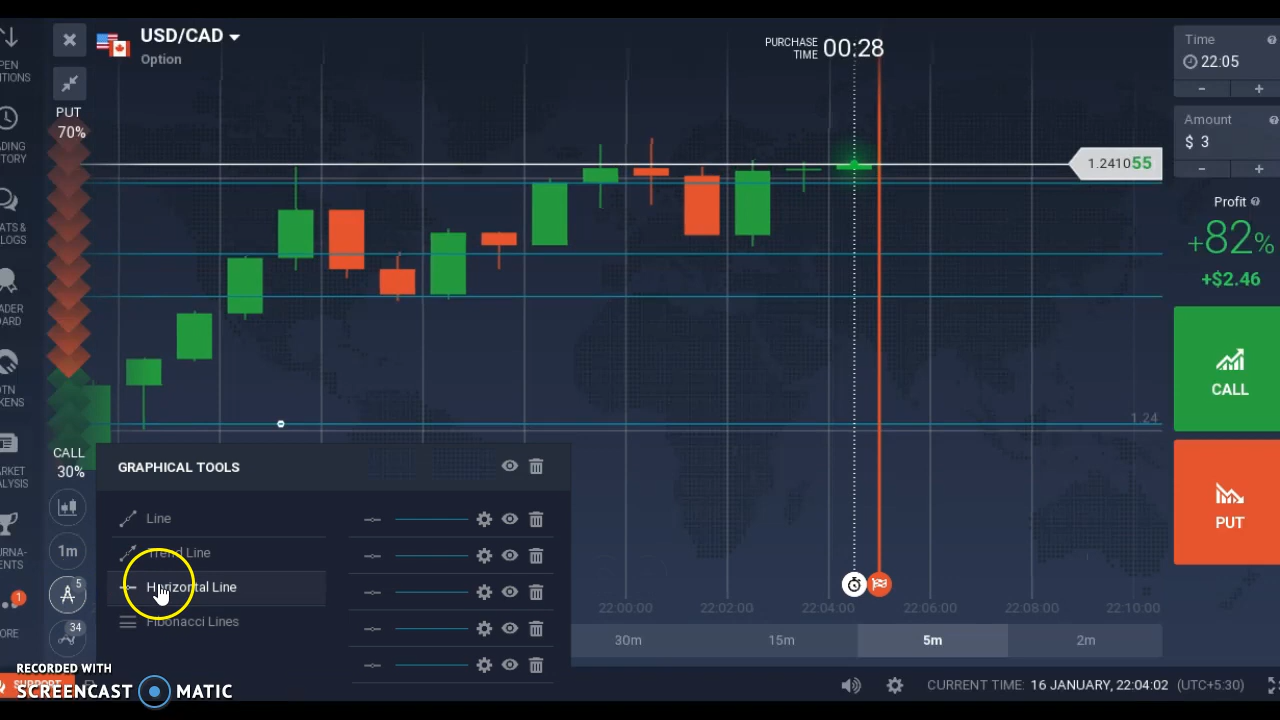 USD/CAD
Option
PURCHASE
TIME
00:28
Time
22:05
- +
Amount
$ 3
- +
Profit
+82%
+$2.46
CALL
PUT
PUT
70%
CALL
30%
1m
5
34
1
1.241055
1.24
GRAPHICAL TOOLS
Line
Trend Line
Horizontal Line
Fibonacci Lines
22:00:00 22:02:00 22:04:00 22:06:00 22:08:00 22:10:00
30m 15m 5m 2m
CURRENT TIME: 16 JANUARY, 22:04:02 (UTC+5:30)
RECORDED WITH
SCREENCAST MATIC